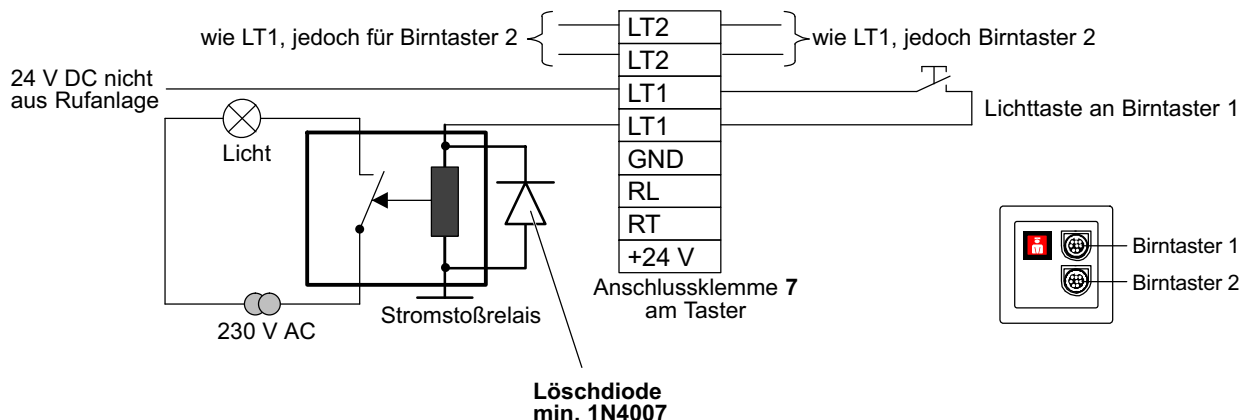 wie LT1, jedoch für Birntaster 2
LT2
wie LT1, jedoch Birntaster 2
LT2
24 V DC nicht
aus Rufanlage
LT1
Lichttaste an Birntaster 1
LT1
Licht
GND
RL
RT
+24 V
Anschlussklemme 7
am Taster
Stromstoßrelais
230 V AC
Birntaster 1
Birntaster 2
Löschdiode
min. 1N4007